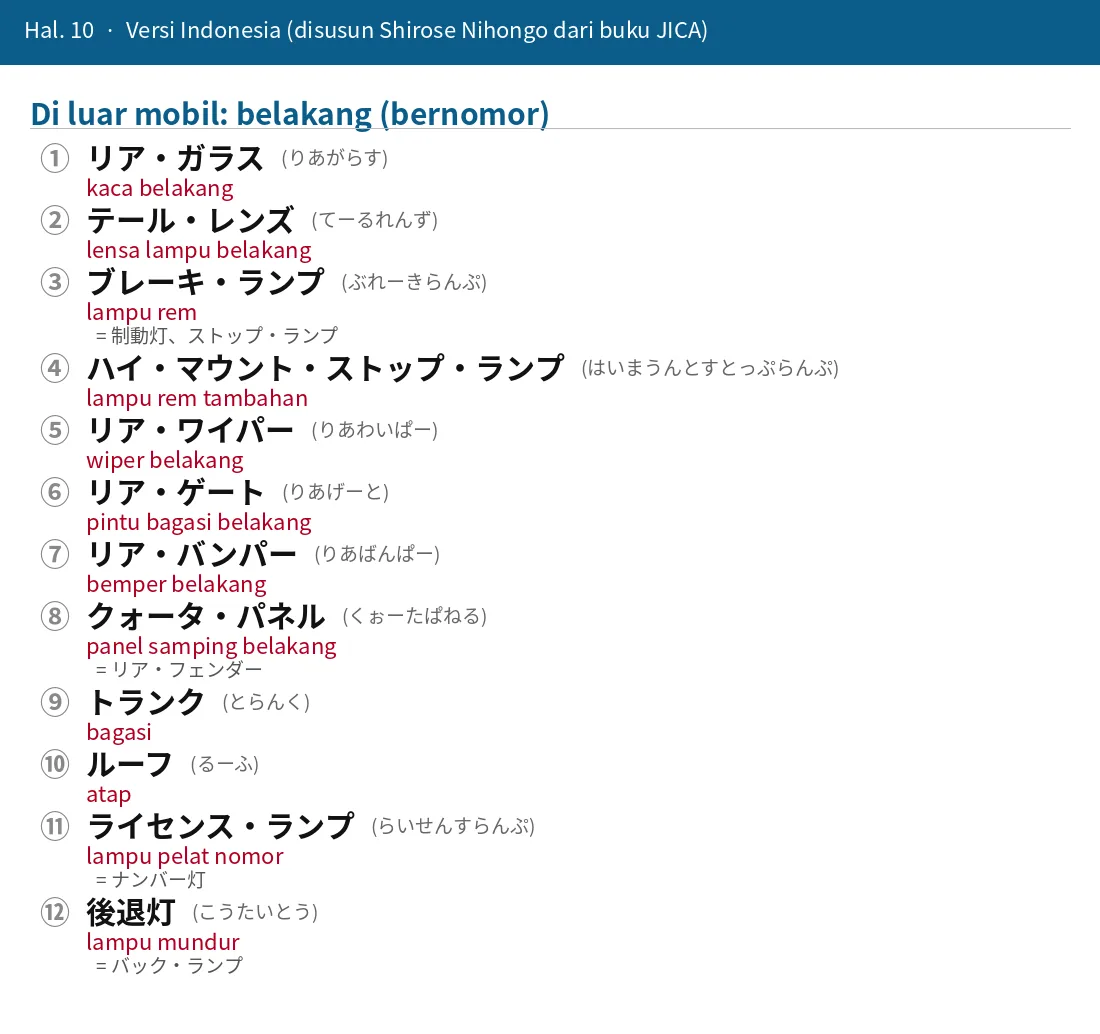 Hal. 10 · Versi Indonesia (disusun Shirose Nihongo dari buku JICA)
Di luar mobil: belakang (bernomor)
① リア・ガラス (りあがらす)
kaca belakang
② テール・レンズ (てーるれんず)
lensa lampu belakang
③ ブレーキ・ランプ (ぶれーきらんぷ)
lampu rem
= 制動灯、ストップ・ランプ
④ ハイ・マウント・ストップ・ランプ (はいまうんとすとっぷらんぷ)
lampu rem tambahan
⑤ リア・ワイパー (りあわいぱー)
wiper belakang
⑥ リア・ゲート (りあげーと)
pintu bagasi belakang
⑦ リア・バンパー (りあばんぱー)
bemper belakang
⑧ クォータ・パネル (くぉーたぱねる)
panel samping belakang
= リア・フェンダー
⑨ トランク (とらんく)
bagasi
⑩ ルーフ (るーふ)
atap
⑪ ライセンス・ランプ (らいせんすらんぷ)
lampu pelat nomor
= ナンバー灯
⑫ 後退灯 (こうたいとう)
lampu mundur
= バック・ランプ